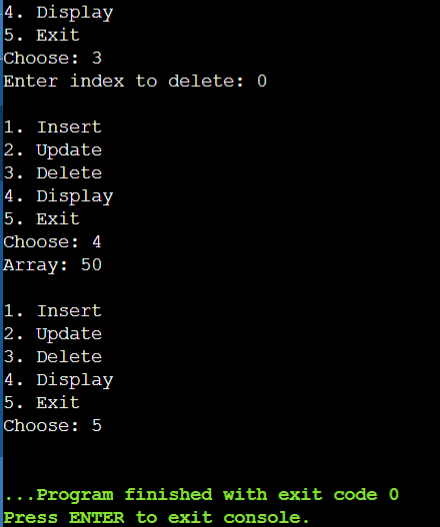 4. Display
5. Exit
Choose: 3
Enter index to delete: 0
1. Insert
2. Update
3. Delete
4. Display
5. Exit
Choose: 4
Array: 50
1. Insert
2. Update
3. Delete
4. Display
5. Exit
Choose: 5
...Program finished with exit code 0
Press ENTER to exit console.